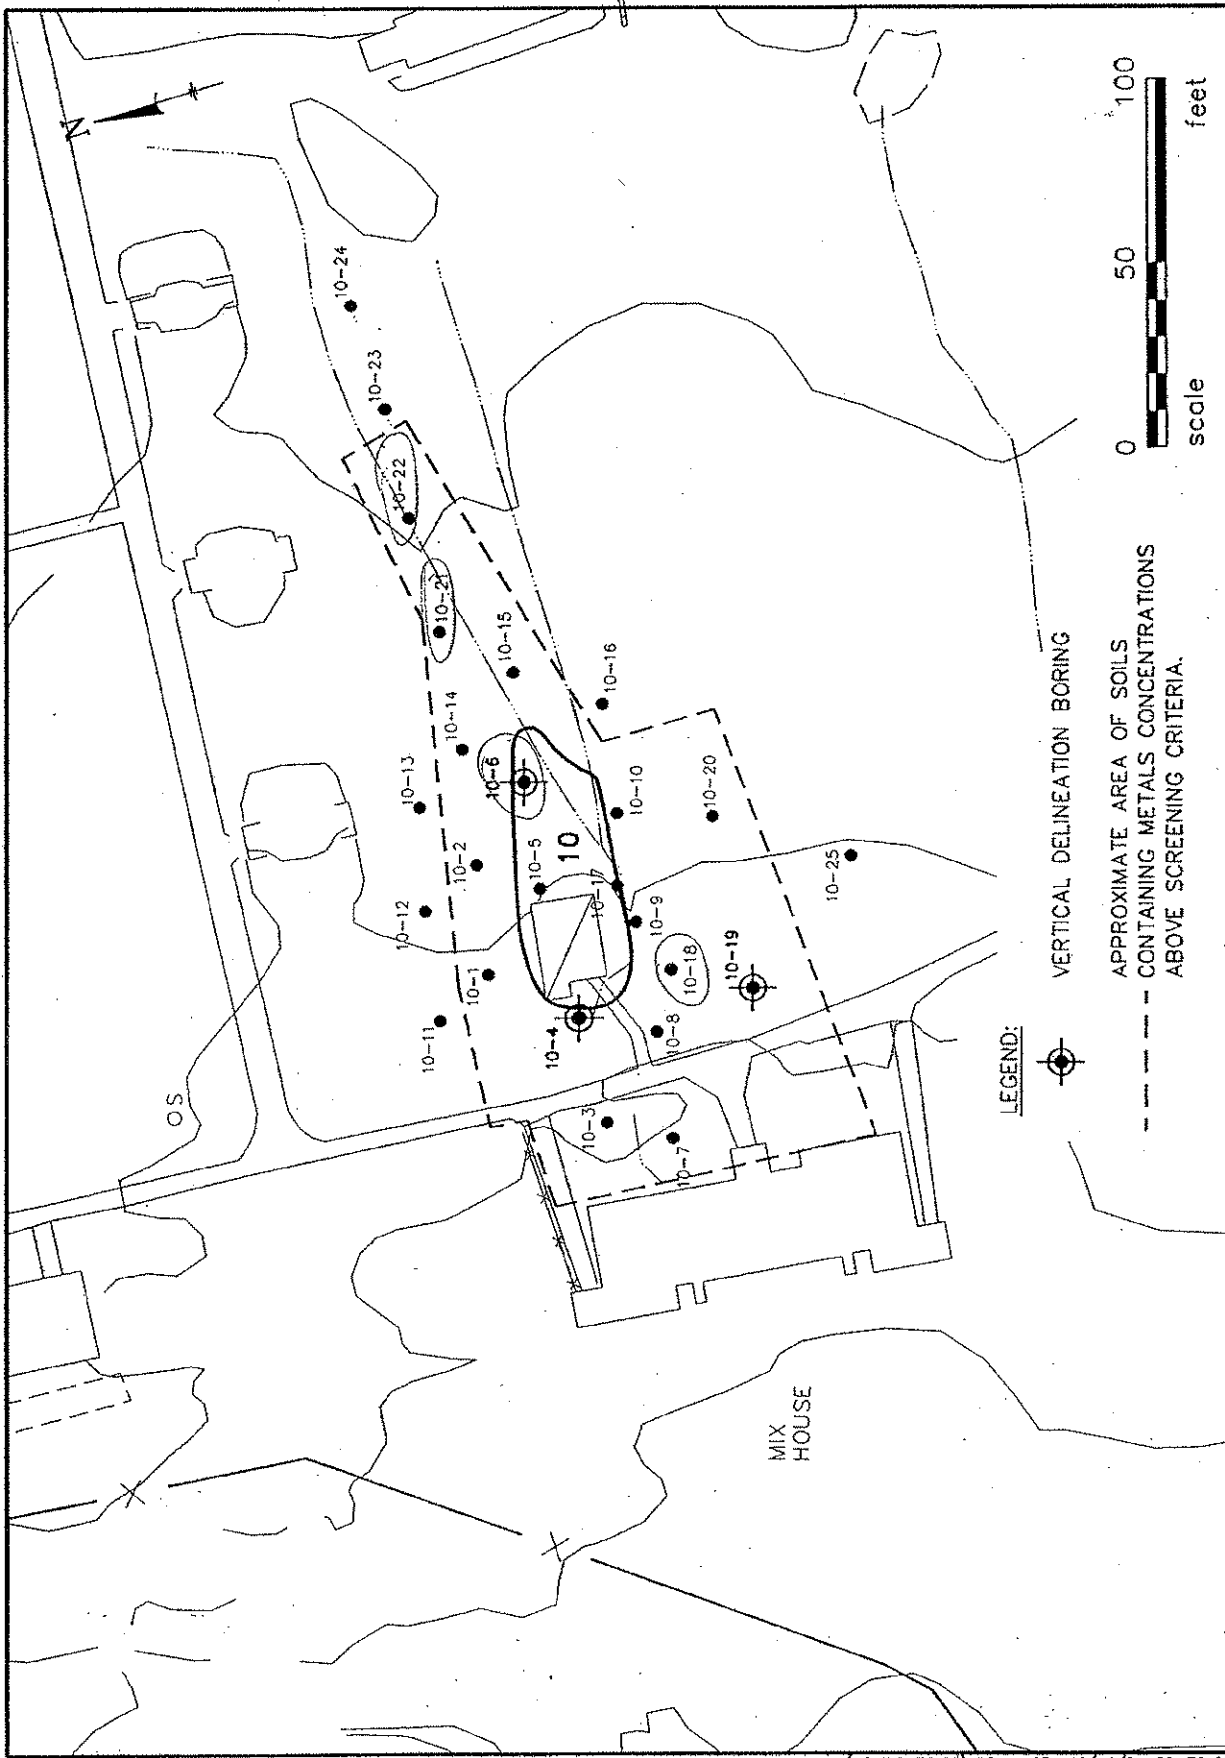 N
10-24
10-23
10-22
10-21
10-15
10-16
10-14
10-13
10-6
10-10
10-20
10-2
10-5
10
10-12
10-17
10-25
10-9
10-1
10-18
10-19
10-11
10-4
10-8
10-3
10-7
OS
MIX
HOUSE
LEGEND:
VERTICAL DELINEATION BORING
APPROXIMATE AREA OF SOILS
CONTAINING METALS CONCENTRATIONS
ABOVE SCREENING CRITERIA.
0 50 100
scale feet